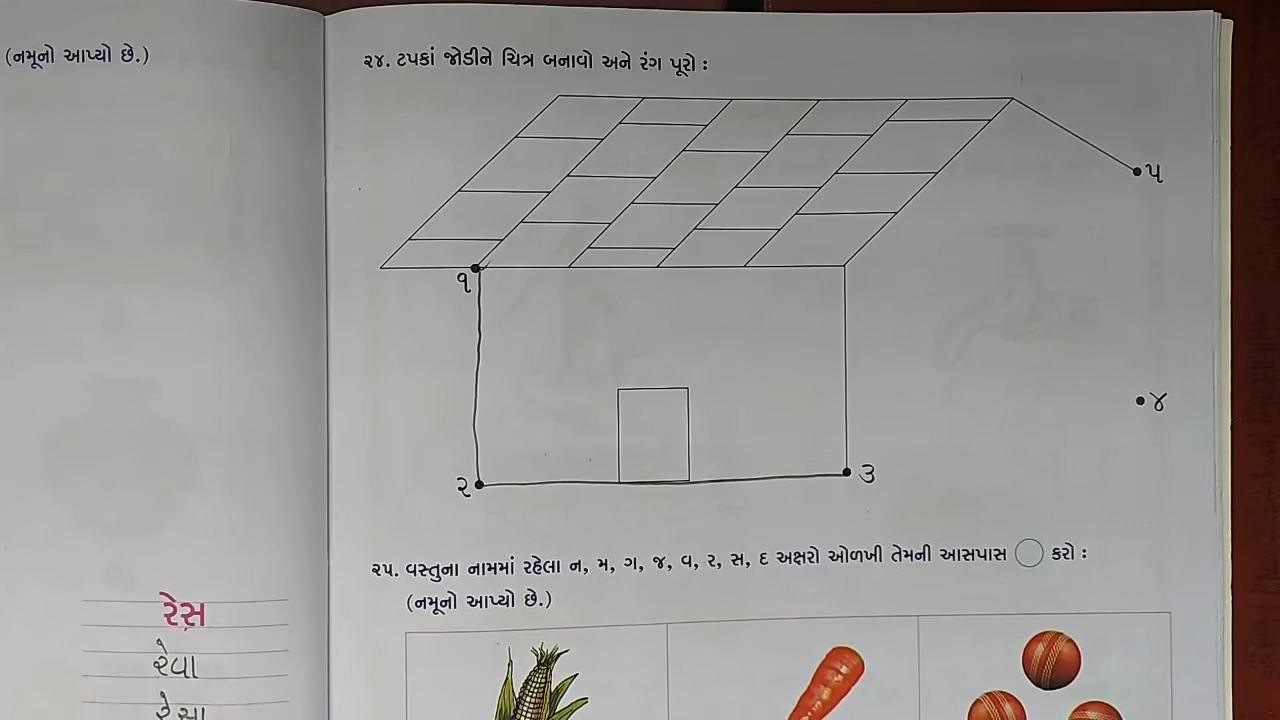 (નમૂનો આપ્યો છે.)
રેસ
રેવા
૨૪. ટપકાં જોડીને ચિત્ર બનાવો અને રંગ પૂરો :
૫
૧
૪
૨
૩
૨૫. વસ્તુના નામમાં રહેલા ન, મ, ગ, જ, વ, ર, સ, દ અક્ષરો ઓળખી તેમની આસપાસ કરો :
(નમૂનો આપ્યો છે.)